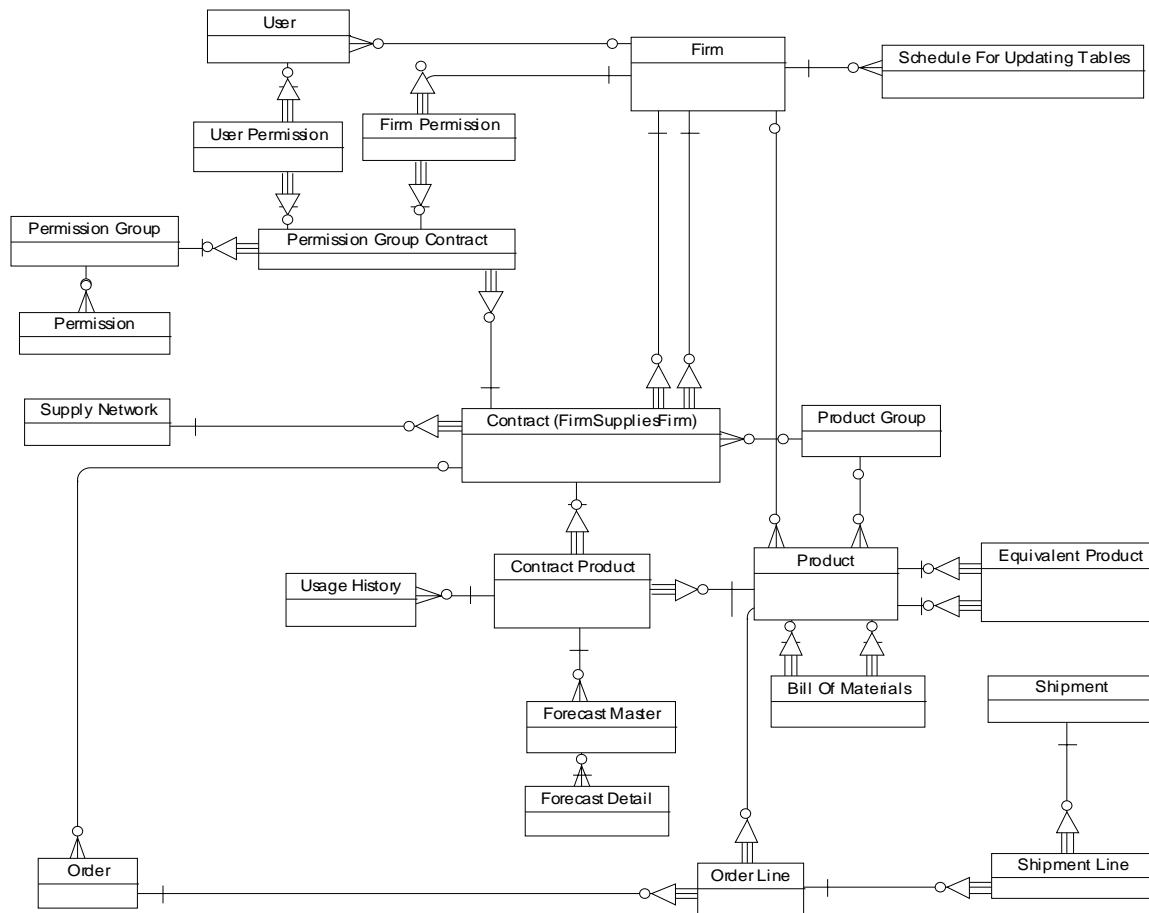 User
Firm
Schedule For Updating Tables
User Permission
Firm Permission
Permission Group
Permission Group Contract
Permission
Supply Network
Contract (FirmSuppliesFirm)
Product Group
Usage History
Contract Product
Product
Equivalent Product
Bill Of Materials
Shipment
Forecast Master
Forecast Detail
Order
Order Line
Shipment Line